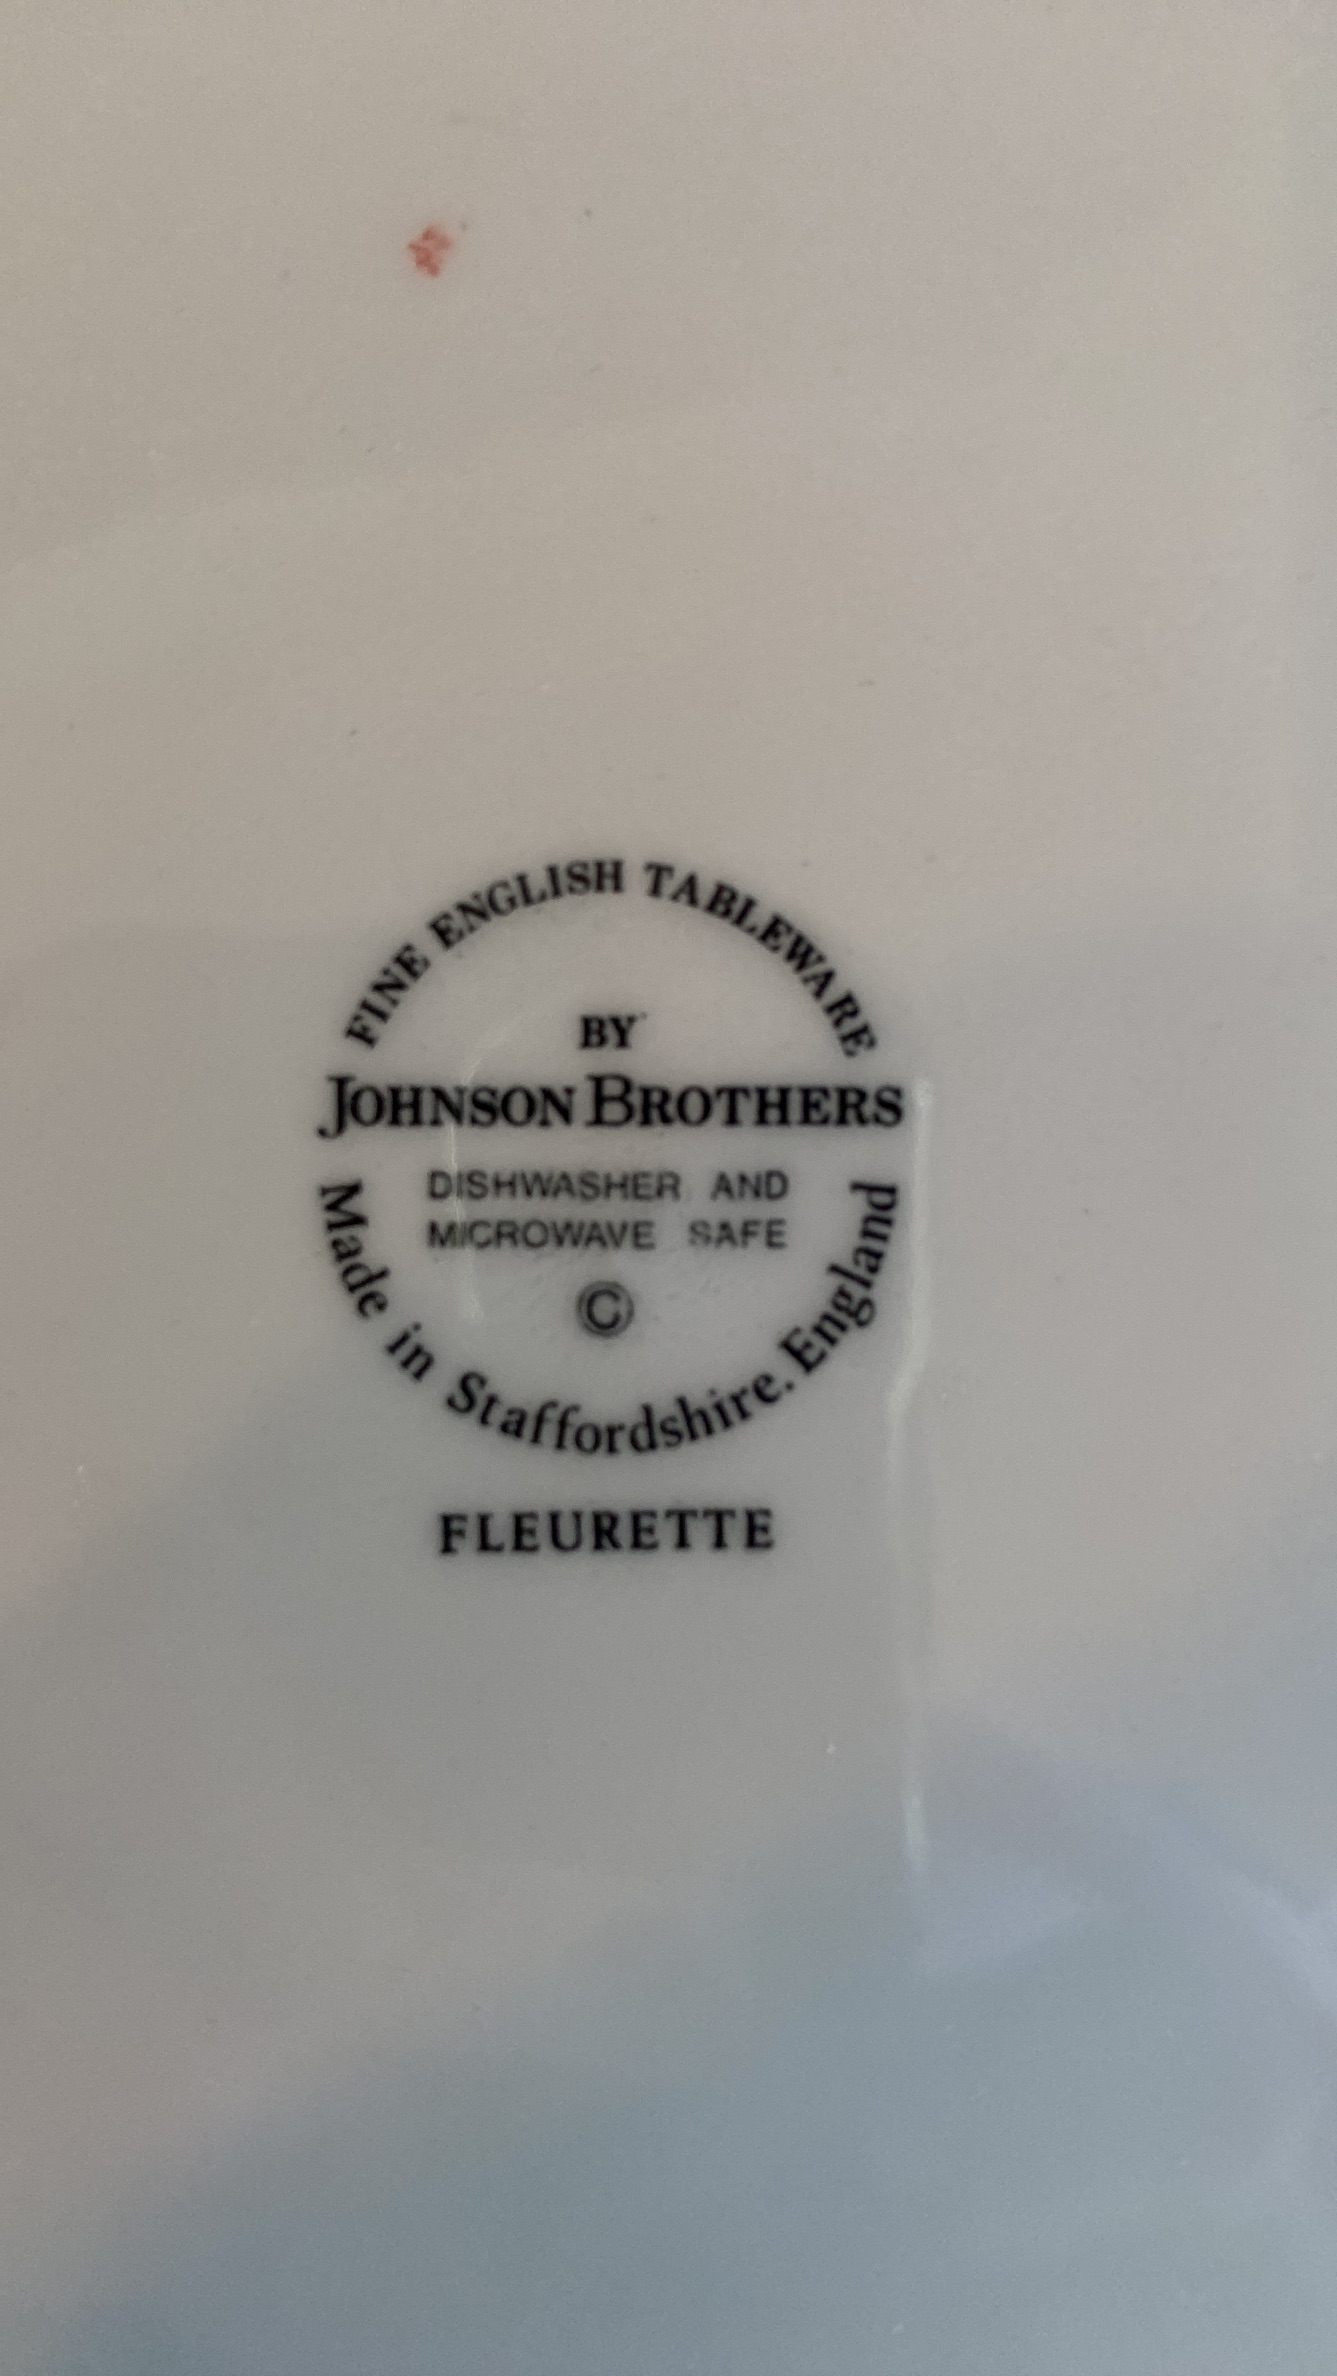 FINE ENGLISH TABLEWARE
BY
JOHNSON BROTHERS
DISHWASHER AND
MICROWAVE SAFE
©
Made in Staffordshire. England
FLEURETTE